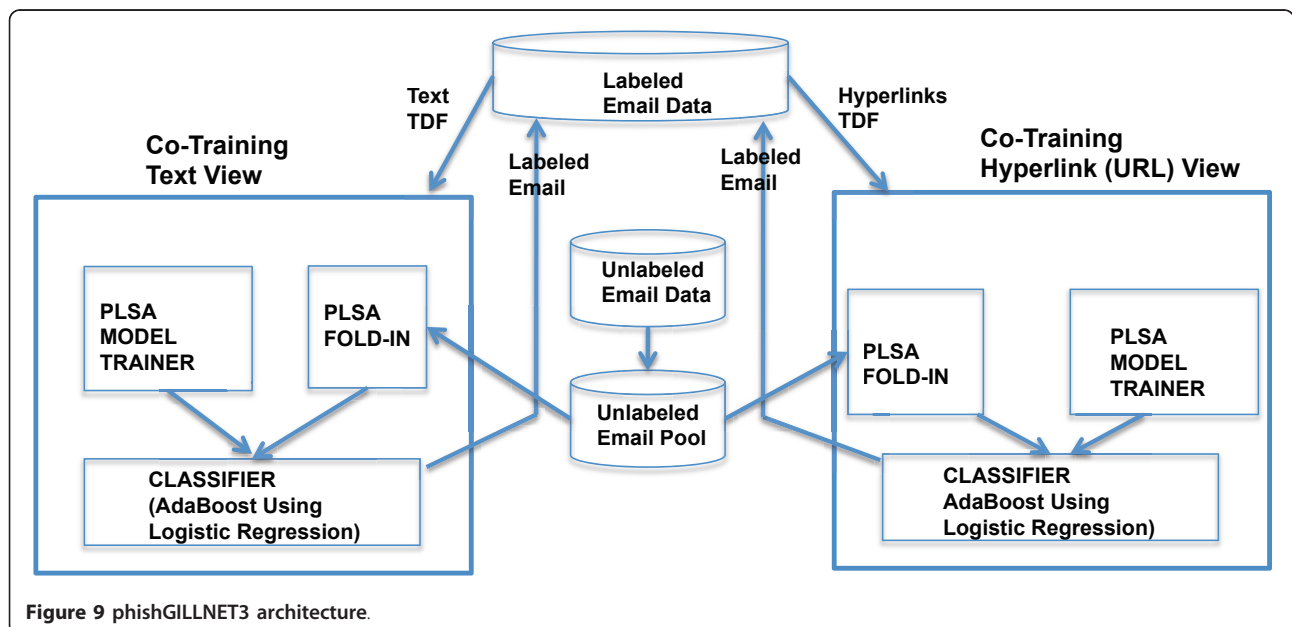 Labeled
Email Data
Text
TDF
Hyperlinks
TDF
Co-Training
Text View
Labeled
Email
Labeled
Email
Co-Training
Hyperlink (URL) View
Unlabeled
Email Data
PLSA
MODEL
TRAINER
PLSA
FOLD-IN
Unlabeled
Email Pool
PLSA
FOLD-IN
PLSA
MODEL
TRAINER
CLASSIFIER
(AdaBoost Using
Logistic Regression)
CLASSIFIER
AdaBoost Using
Logistic Regression)
Figure 9 phishGILLNET3 architecture.